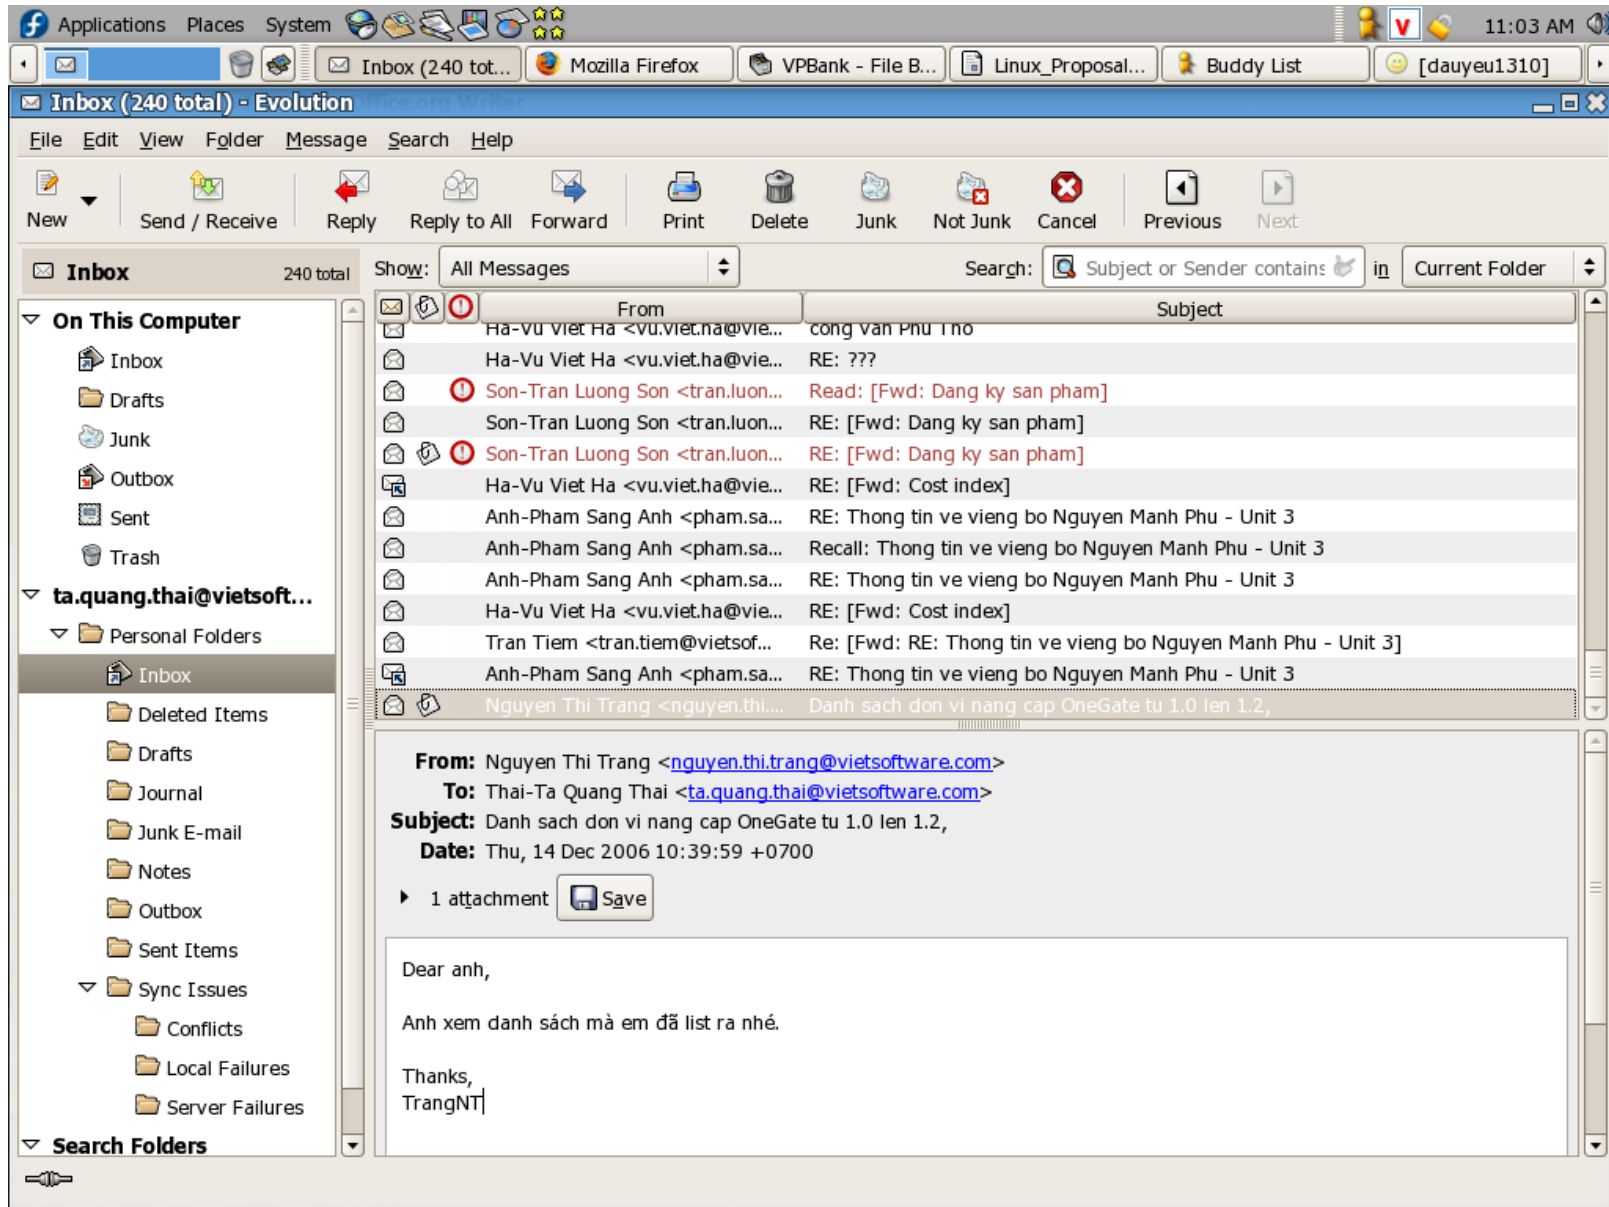 Applications Places System 11:03 AM
Inbox (240 tot... Mozilla Firefox VPBank - File B... Linux_Proposal... Buddy List [dauyeu1310]
Inbox (240 total) - Evolution
File Edit View Folder Message Search Help
New Send / Receive Reply Reply to All Forward Print Delete Junk Not Junk Cancel Previous Next
Inbox 240 total
Show: All Messages Search: Subject or Sender contains in Current Folder
On This Computer
Inbox
Drafts
Junk
Outbox
Sent
Trash
ta.quang.thai@vietsoft...
Personal Folders
Inbox
Deleted Items
Drafts
Journal
Junk E-mail
Notes
Outbox
Sent Items
Sync Issues
Conflicts
Local Failures
Server Failures
Search Folders
From Subject
Ha-Vu Viet Ha <vu.viet.ha@vie... cong van Phu Tho
Ha-Vu Viet Ha <vu.viet.ha@vie... RE: ???
Son-Tran Luong Son <tran.luon... Read: [Fwd: Dang ky san pham]
Son-Tran Luong Son <tran.luon... RE: [Fwd: Dang ky san pham]
Son-Tran Luong Son <tran.luon... RE: [Fwd: Dang ky san pham]
Ha-Vu Viet Ha <vu.viet.ha@vie... RE: [Fwd: Cost index]
Anh-Pham Sang Anh <pham.sa... RE: Thong tin ve vieng bo Nguyen Manh Phu - Unit 3
Anh-Pham Sang Anh <pham.sa... Recall: Thong tin ve vieng bo Nguyen Manh Phu - Unit 3
Anh-Pham Sang Anh <pham.sa... RE: Thong tin ve vieng bo Nguyen Manh Phu - Unit 3
Ha-Vu Viet Ha <vu.viet.ha@vie... RE: [Fwd: Cost index]
Tran Tiem <tran.tiem@vietsof... Re: [Fwd: RE: Thong tin ve vieng bo Nguyen Manh Phu - Unit 3]
Anh-Pham Sang Anh <pham.sa... RE: Thong tin ve vieng bo Nguyen Manh Phu - Unit 3
Nguyen Thi Trang <nguyen.thi.... Danh sach don vi nang cap OneGate tu 1.0 len 1.2,
From: Nguyen Thi Trang <nguyen.thi.trang@vietsoftware.com>
To: Thai-Ta Quang Thai <ta.quang.thai@vietsoftware.com>
Subject: Danh sach don vi nang cap OneGate tu 1.0 len 1.2,
Date: Thu, 14 Dec 2006 10:39:59 +0700
1 attachment Save
Dear anh,
Anh xem danh sách mà em đã list ra nhé.
Thanks,
TrangNT